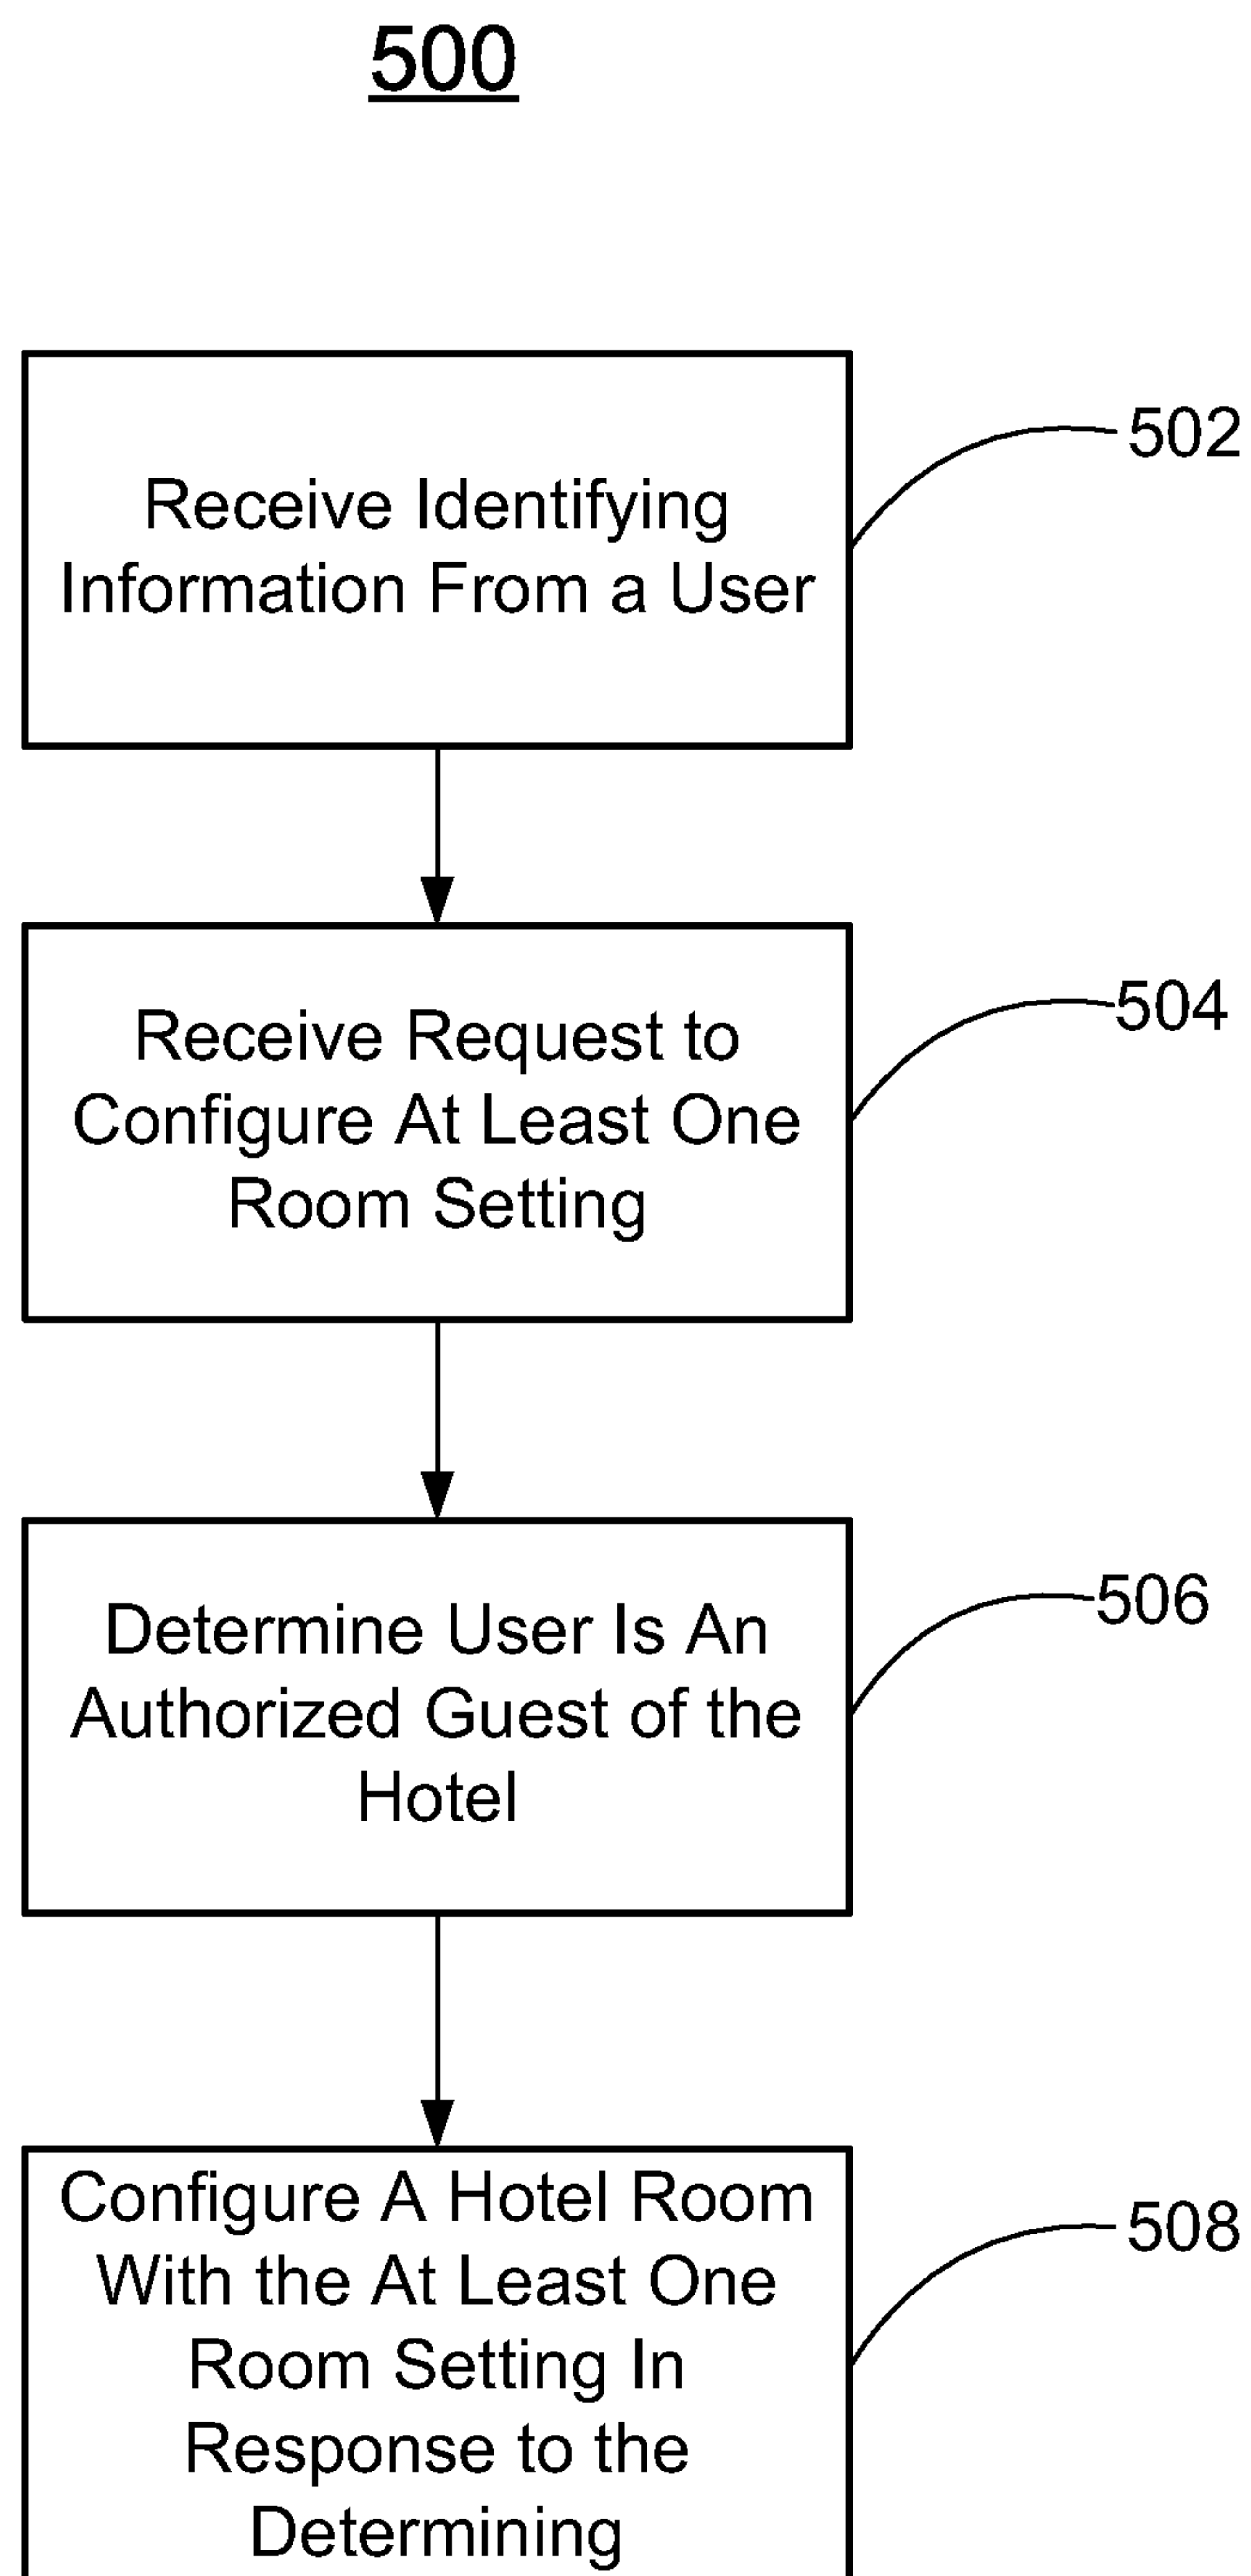 500
Receive Identifying
Information From a User
502
Receive Request to
Configure At Least One
Room Setting
504
Determine User Is An
Authorized Guest of the
Hotel
506
Configure A Hotel Room
With the At Least One
Room Setting In
Response to the
Determining
508